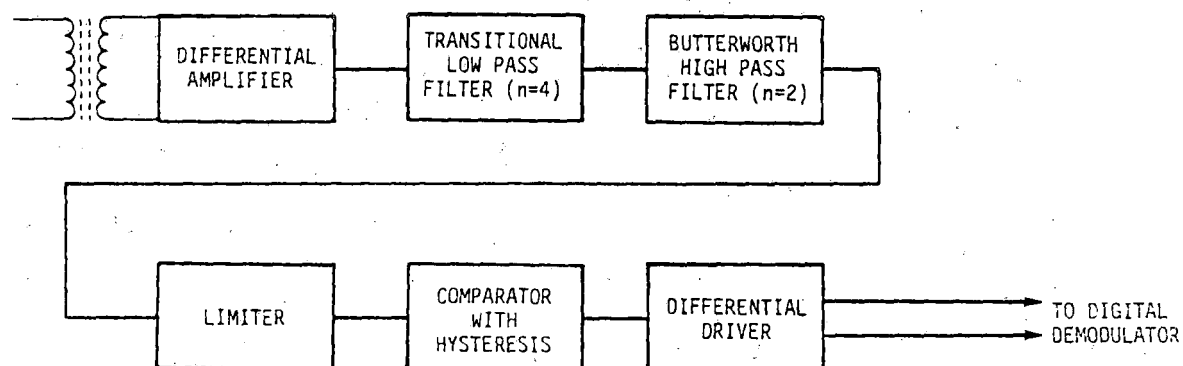 DIFFERENTIAL
AMPLIFIER
TRANSITIONAL
LOW PASS
FILTER (n=4)
BUTTERWORTH
HIGH PASS
FILTER (n=2)
LIMITER
COMPARATOR
WITH
HYSTERESIS
DIFFERENTIAL
DRIVER
TO DIGITAL
DEMODULATOR